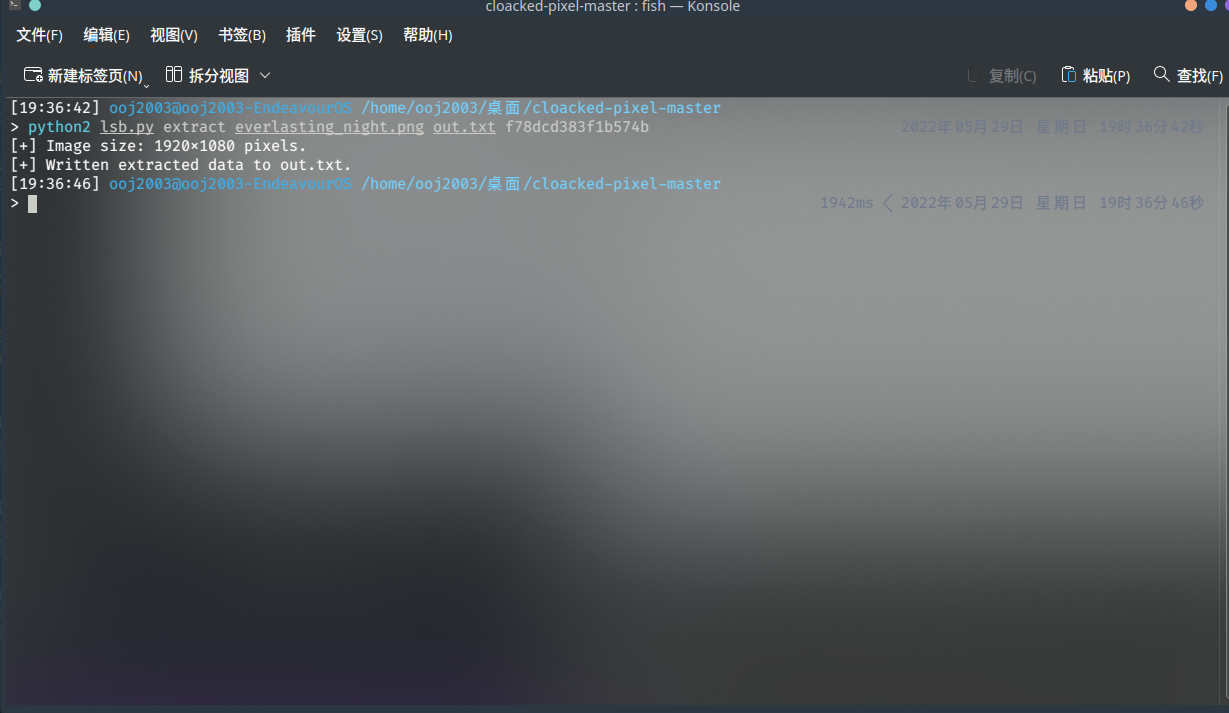 cloacked-pixel-master : fish — Konsole
文件(F) 编辑(E) 视图(V) 书签(B) 插件 设置(S) 帮助(H)
新建标签页(N) 拆分视图 复制(C) 粘贴(P) 查找(F)
[19:36:42] ooj2003@ooj2003-EndeavourOS /home/ooj2003/桌面/cloacked-pixel-master
> python2 lsb.py extract everlasting_night.png out.txt f78dcd383f1b574b 2022年05月29日 星期日 19时36分42秒
[+] Image size: 1920×1080 pixels.
[+] Written extracted data to out.txt.
[19:36:46] ooj2003@ooj2003-EndeavourOS /home/ooj2003/桌面/cloacked-pixel-master
> 1942ms < 2022年05月29日 星期日 19时36分46秒